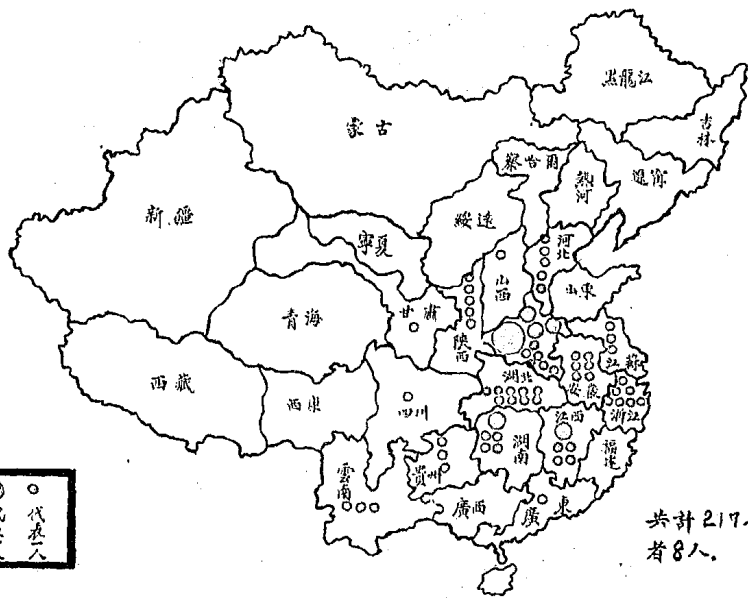 黑龍江
吉林
遼甯
熱河
察哈爾
蒙古
綏遠
新疆
寧夏
河北
山西
山東
甘肅
陝西
青海
江蘇
安徽
湖北
西藏
西康
四川
浙江
江西
湖南
福建
貴州
雲南
廣西
廣東
代表一人
共計217.
者8人.